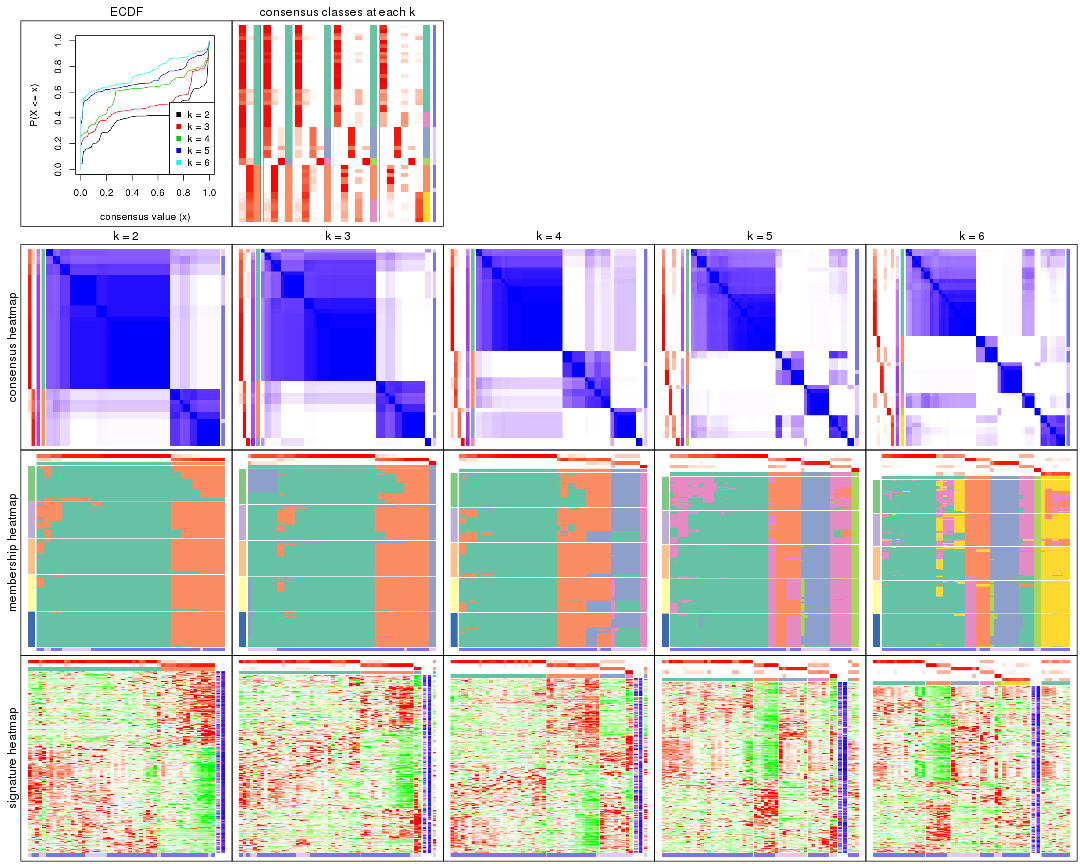 ECDF
consensus classes at each k
P(X <= x)
0.0
0.2
0.4
0.6
0.8
1.0
k = 2
k = 3
k = 4
k = 5
k = 6
0.0 0.2 0.4 0.6 0.8 1.0
consensus value (x)
k = 2
k = 3
k = 4
k = 5
k = 6
consensus heatmap
membership heatmap
signature heatmap